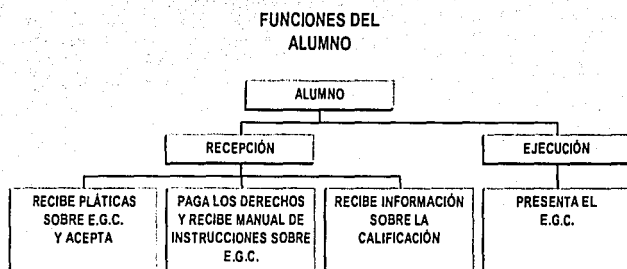 FUNCIONES DEL
ALUMNO
ALUMNO
RECEPCIÓN
EJECUCIÓN
RECIBE PLÁTICAS
SOBRE E.G.C.
Y ACEPTA
PAGA LOS DERECHOS
Y RECIBE MANUAL DE
INSTRUCCIONES SOBRE
E.G.C.
RECIBE INFORMACIÓN
SOBRE LA
CALIFICACIÓN
PRESENTA EL
E.G.C.